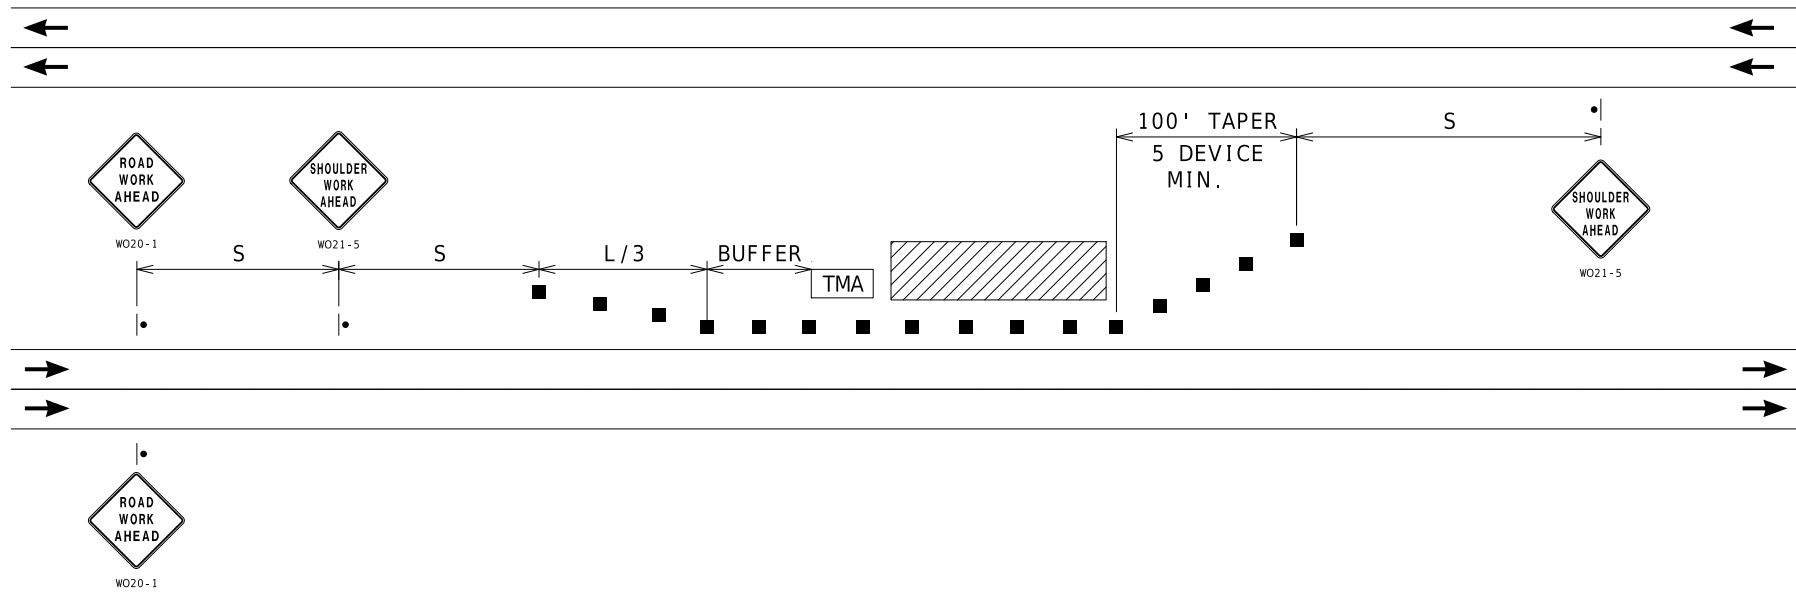 100' TAPER
S
5 DEVICE
MIN.
ROAD
WORK
AHEAD
WO20-1
SHOULDER
WORK
AHEAD
WO21-5
SHOULDER
WORK
AHEAD
WO21-5
S
S
L/3
BUFFER
TMA
ROAD
WORK
AHEAD
WO20-1